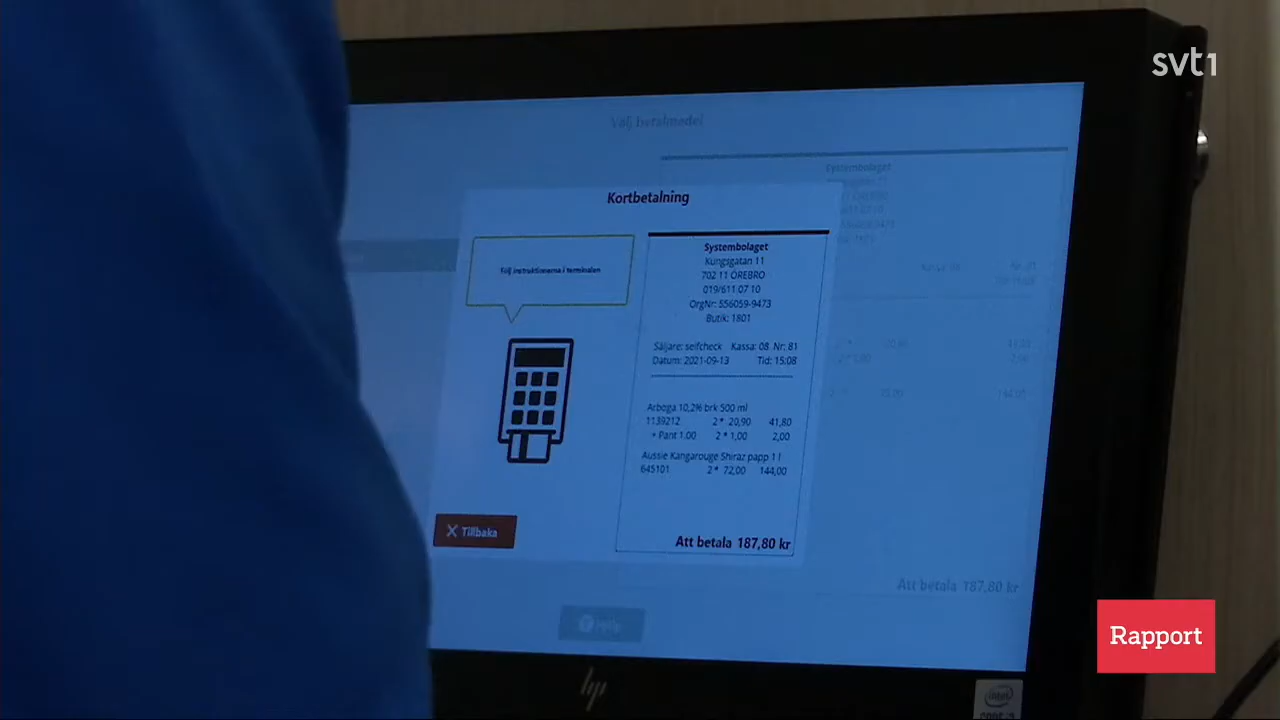 svt1
Välj betalmedel
Systembolaget
Kortbetalning
Följ instruktionerna i terminalen
Systembolaget
Kungsgatan 11
702 11 ÖREBRO
019/611 07 10
OrgNr: 556059-9473
Butik: 1801
Säljare: selfcheck Kassa: 08 Nr: 81
Datum: 2021-09-13 Tid: 15:08
Arboga 10,2% brk 500 ml
1139212 2 * 20,90 41,80
+ Pant 1.00 2 * 1,00 2,00
Aussie Kangarouge Shiraz papp 1 l
645101 2 * 72,00 144,00
Att betala 187,80 kr
X Tillbaka
Att betala 187,80 kr
Hjälp
Rapport
hp
intel